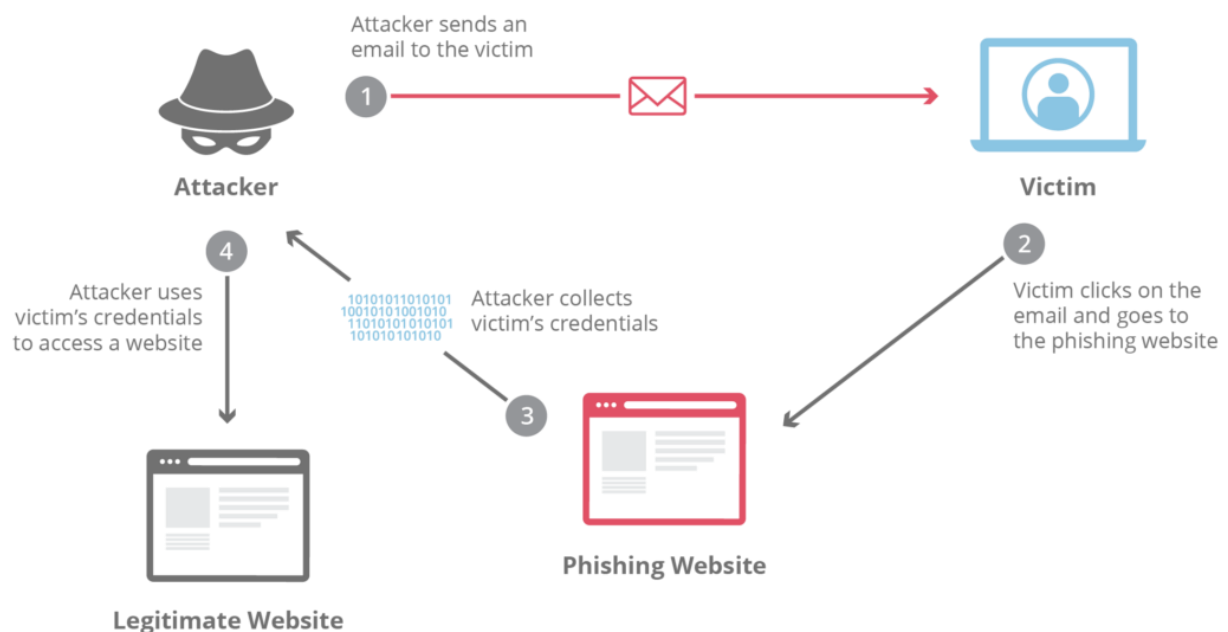 Attacker sends an
email to the victim
1
Attacker
Victim
2
Victim clicks on the
email and goes to
the phishing website
10101011010101
10010101001010
11010101010101
101010101010
Attacker collects
victim's credentials
3
Phishing Website
4
Attacker uses
victim's credentials
to access a website
Legitimate Website